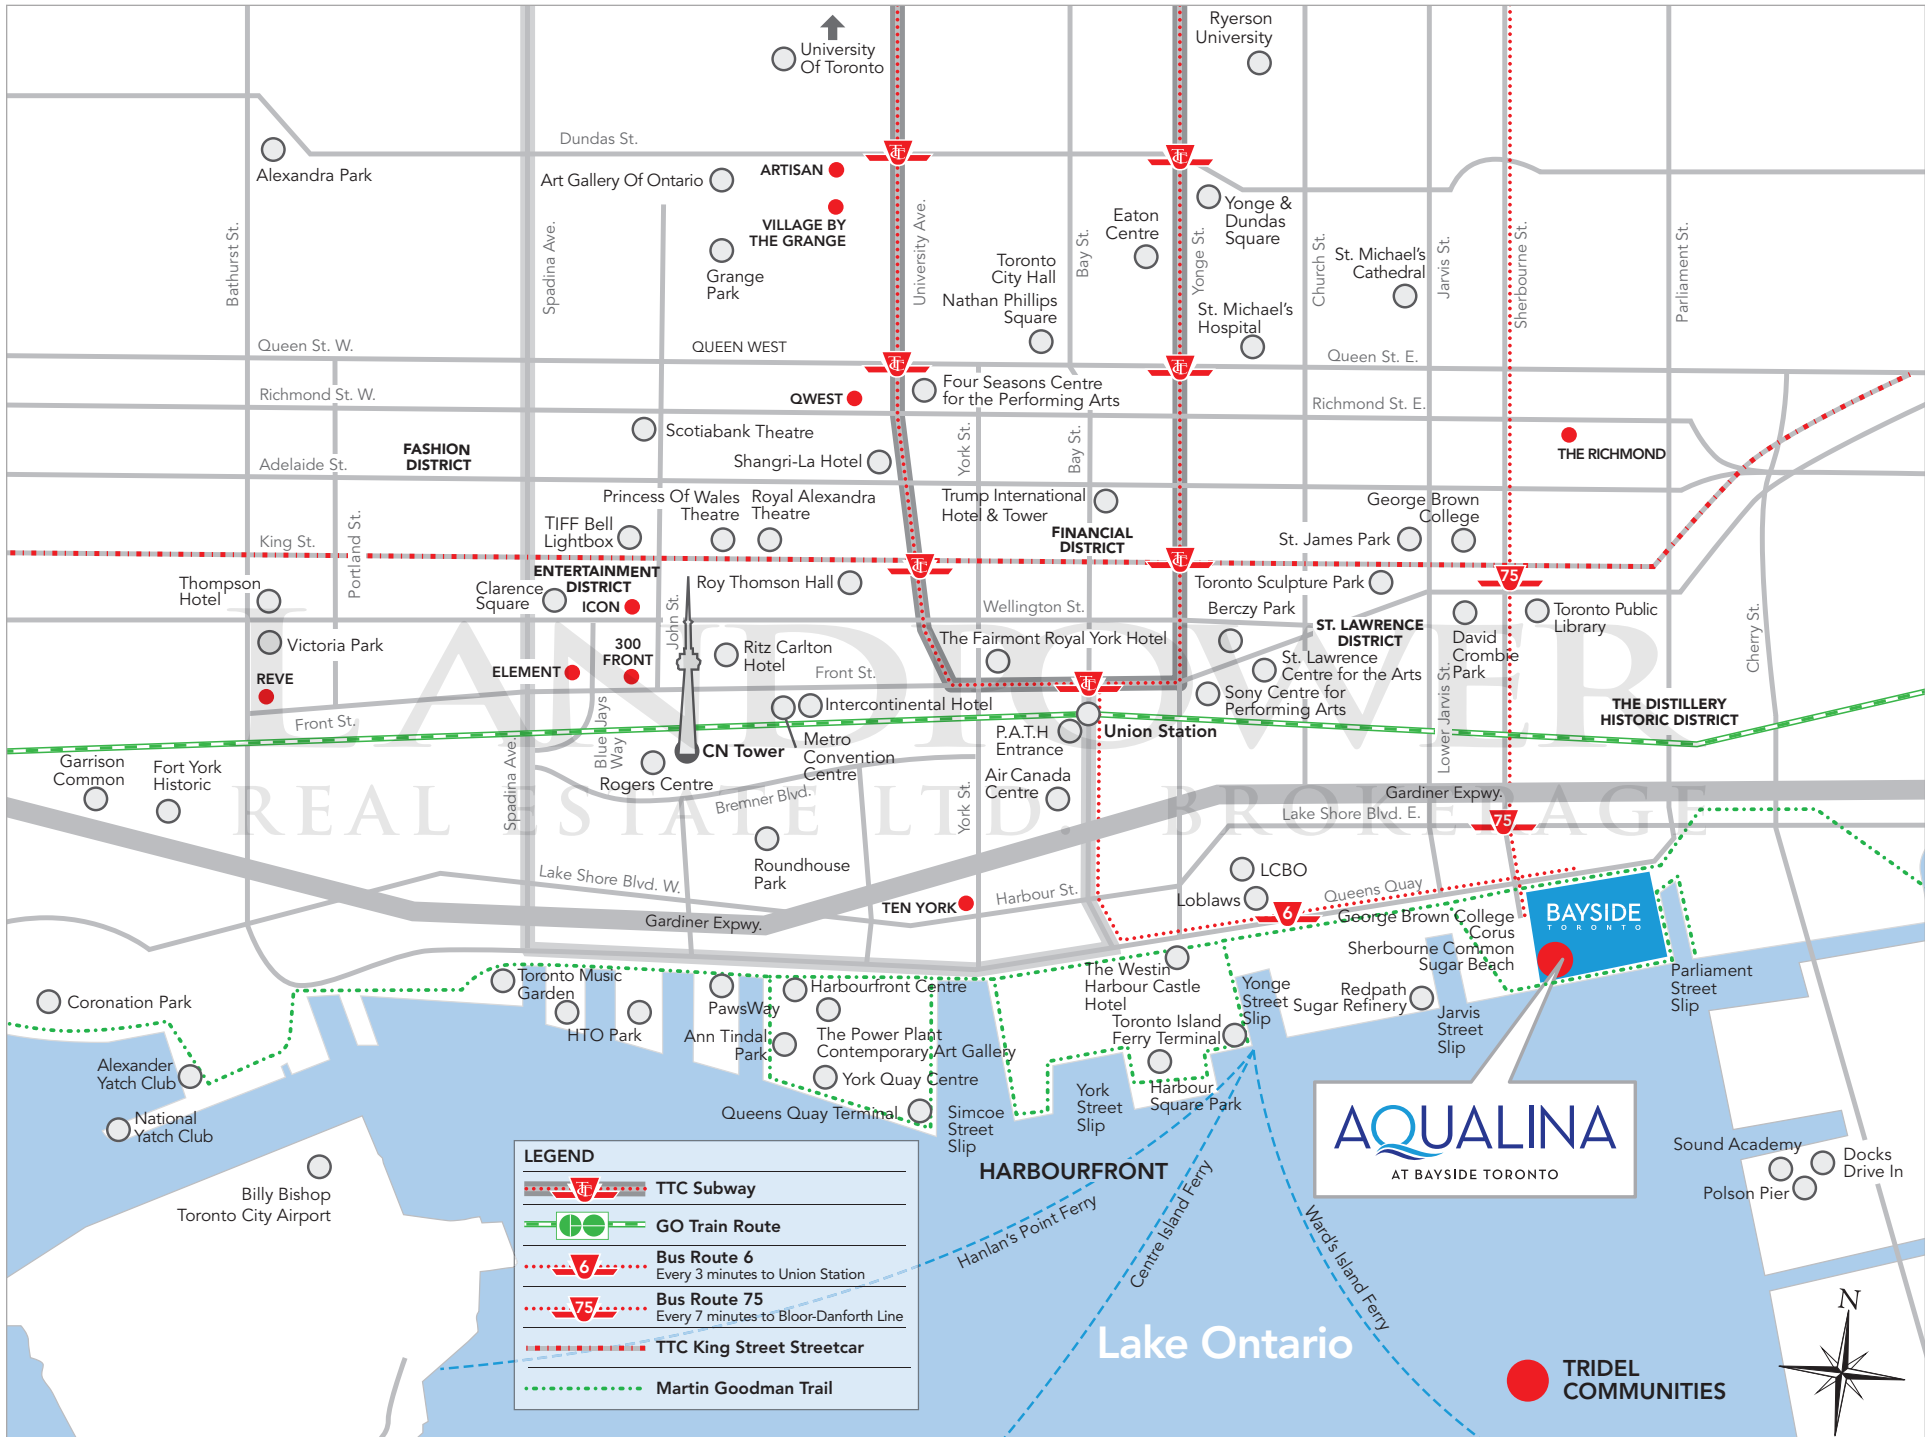 University
Of Toronto
Ryerson
University
Dundas St.
Alexandra Park
Art Gallery Of Ontario
ARTISAN
VILLAGE BY
THE GRANGE
Grange
Park
Bathurst St.
Spadina Ave.
University Ave.
Bay St.
Yonge St.
Church St.
Jarvis St.
Sherbourne St.
Parliament St.
Eaton
Centre
Yonge &
Dundas
Square
St. Michael's
Cathedral
Toronto
City Hall
Nathan Phillips
Square
St. Michael's
Hospital
Queen St. W.
QUEEN WEST
Queen St. E.
Richmond St. W.
QWEST
Four Seasons Centre
for the Performing Arts
Richmond St. E.
Scotiabank Theatre
FASHION
DISTRICT
Shangri-La Hotel
York St.
Bay St.
THE RICHMOND
Adelaide St.
Princess Of Wales
Theatre
Royal Alexandra
Theatre
Trump International
Hotel & Tower
George Brown
College
TIFF Bell
Lightbox
FINANCIAL
DISTRICT
St. James Park
King St.
Portland St.
Thompson
Hotel
Clarence
Square
ENTERTAINMENT
DISTRICT
ICON
John St.
Roy Thomson Hall
Wellington St.
Toronto Sculpture Park
Berczy Park
75
Toronto Public
Library
Cherry St.
Victoria Park
300
FRONT
ELEMENT
REVE
Ritz Carlton
Hotel
The Fairmont Royal York Hotel
ST. LAWRENCE
DISTRICT
David
Crombie
Park
St. Lawrence
Centre for the Arts
Sony Centre for
Performing Arts
Front St.
Front St.
Intercontinental Hotel
THE DISTILLERY
HISTORIC DISTRICT
LANDPOWER
REAL ESTATE LTD. BROKERAGE
Blue Jays
Way
Spadina Ave.
CN Tower
Metro
Convention
Centre
P.A.T.H
Entrance
Union Station
Lower Jarvis St.
Garrison
Common
Fort York
Historic
Rogers Centre
Bremner Blvd.
York St.
Air Canada
Centre
Gardiner Expwy.
Lake Shore Blvd. E.
75
Roundhouse
Park
Lake Shore Blvd. W.
Harbour St.
LCBO
Loblaws
Queens Quay
TEN YORK
Gardiner Expwy.
6
George Brown College
Corus
Sherbourne Common
Sugar Beach
BAYSIDE
TORONTO
Coronation Park
Toronto Music
Garden
HTO Park
PawsWay
Harbourfront Centre
Ann Tindal
Park
The Power Plant
Contemporary Art Gallery
York Quay Centre
Queens Quay Terminal
Simcoe
Street
Slip
The Westin
Harbour Castle
Hotel
Toronto Island
Ferry Terminal
Yonge
Street
Slip
Redpath
Sugar Refinery
Jarvis
Street
Slip
Parliament
Street
Slip
York
Street
Slip
Harbour
Square Park
Alexander
Yatch Club
National
Yatch Club
Billy Bishop
Toronto City Airport
HARBOURFRONT
Hanlan's Point Ferry
Centre Island Ferry
Ward's Island Ferry
AQUALINA
AT BAYSIDE TORONTO
Sound Academy
Docks
Drive In
Polson Pier
LEGEND
TTC Subway
GO Train Route
6
Bus Route 6
Every 3 minutes to Union Station
75
Bus Route 75
Every 7 minutes to Bloor-Danforth Line
TTC King Street Streetcar
Martin Goodman Trail
Lake Ontario
N
TRIDEL
COMMUNITIES